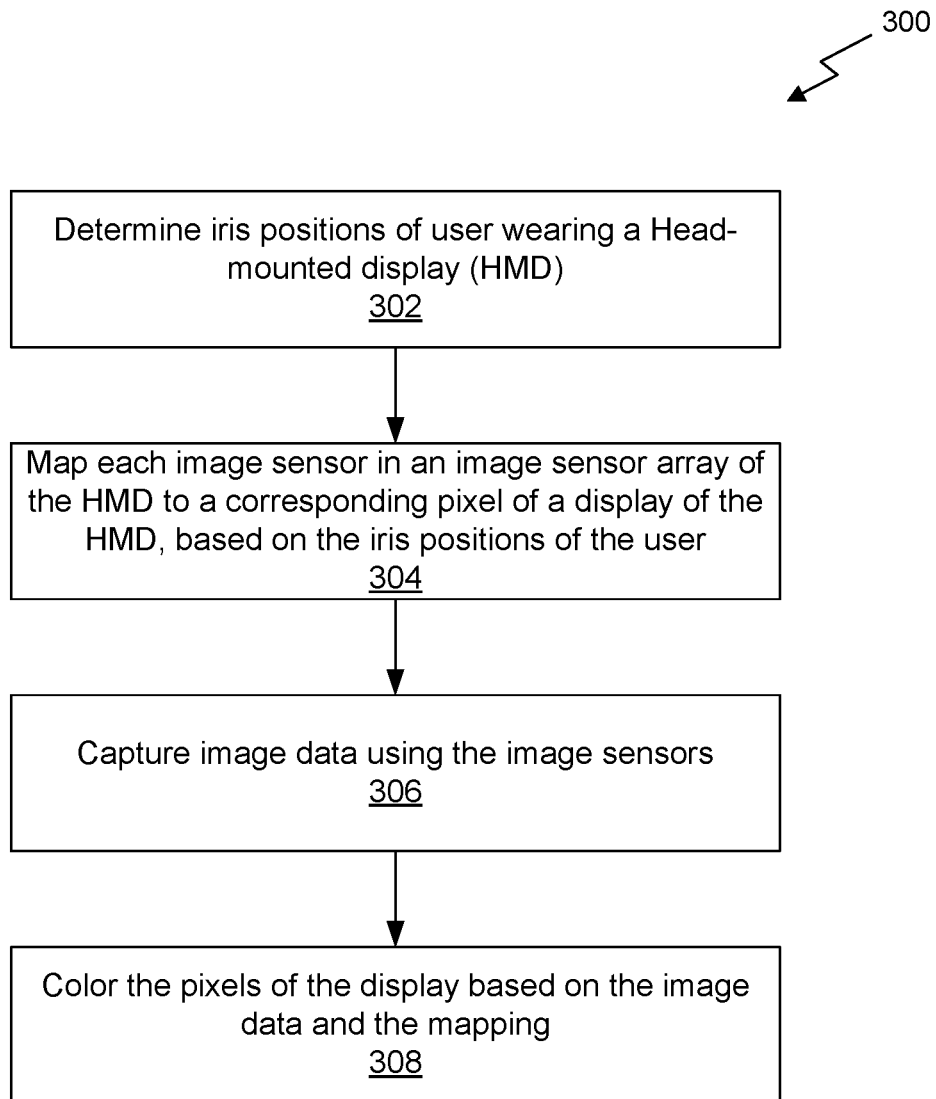 300
Determine iris positions of user wearing a Head-
mounted display (HMD)
302
Map each image sensor in an image sensor array of
the HMD to a corresponding pixel of a display of the
HMD, based on the iris positions of the user
304
Capture image data using the image sensors
306
Color the pixels of the display based on the image
data and the mapping
308